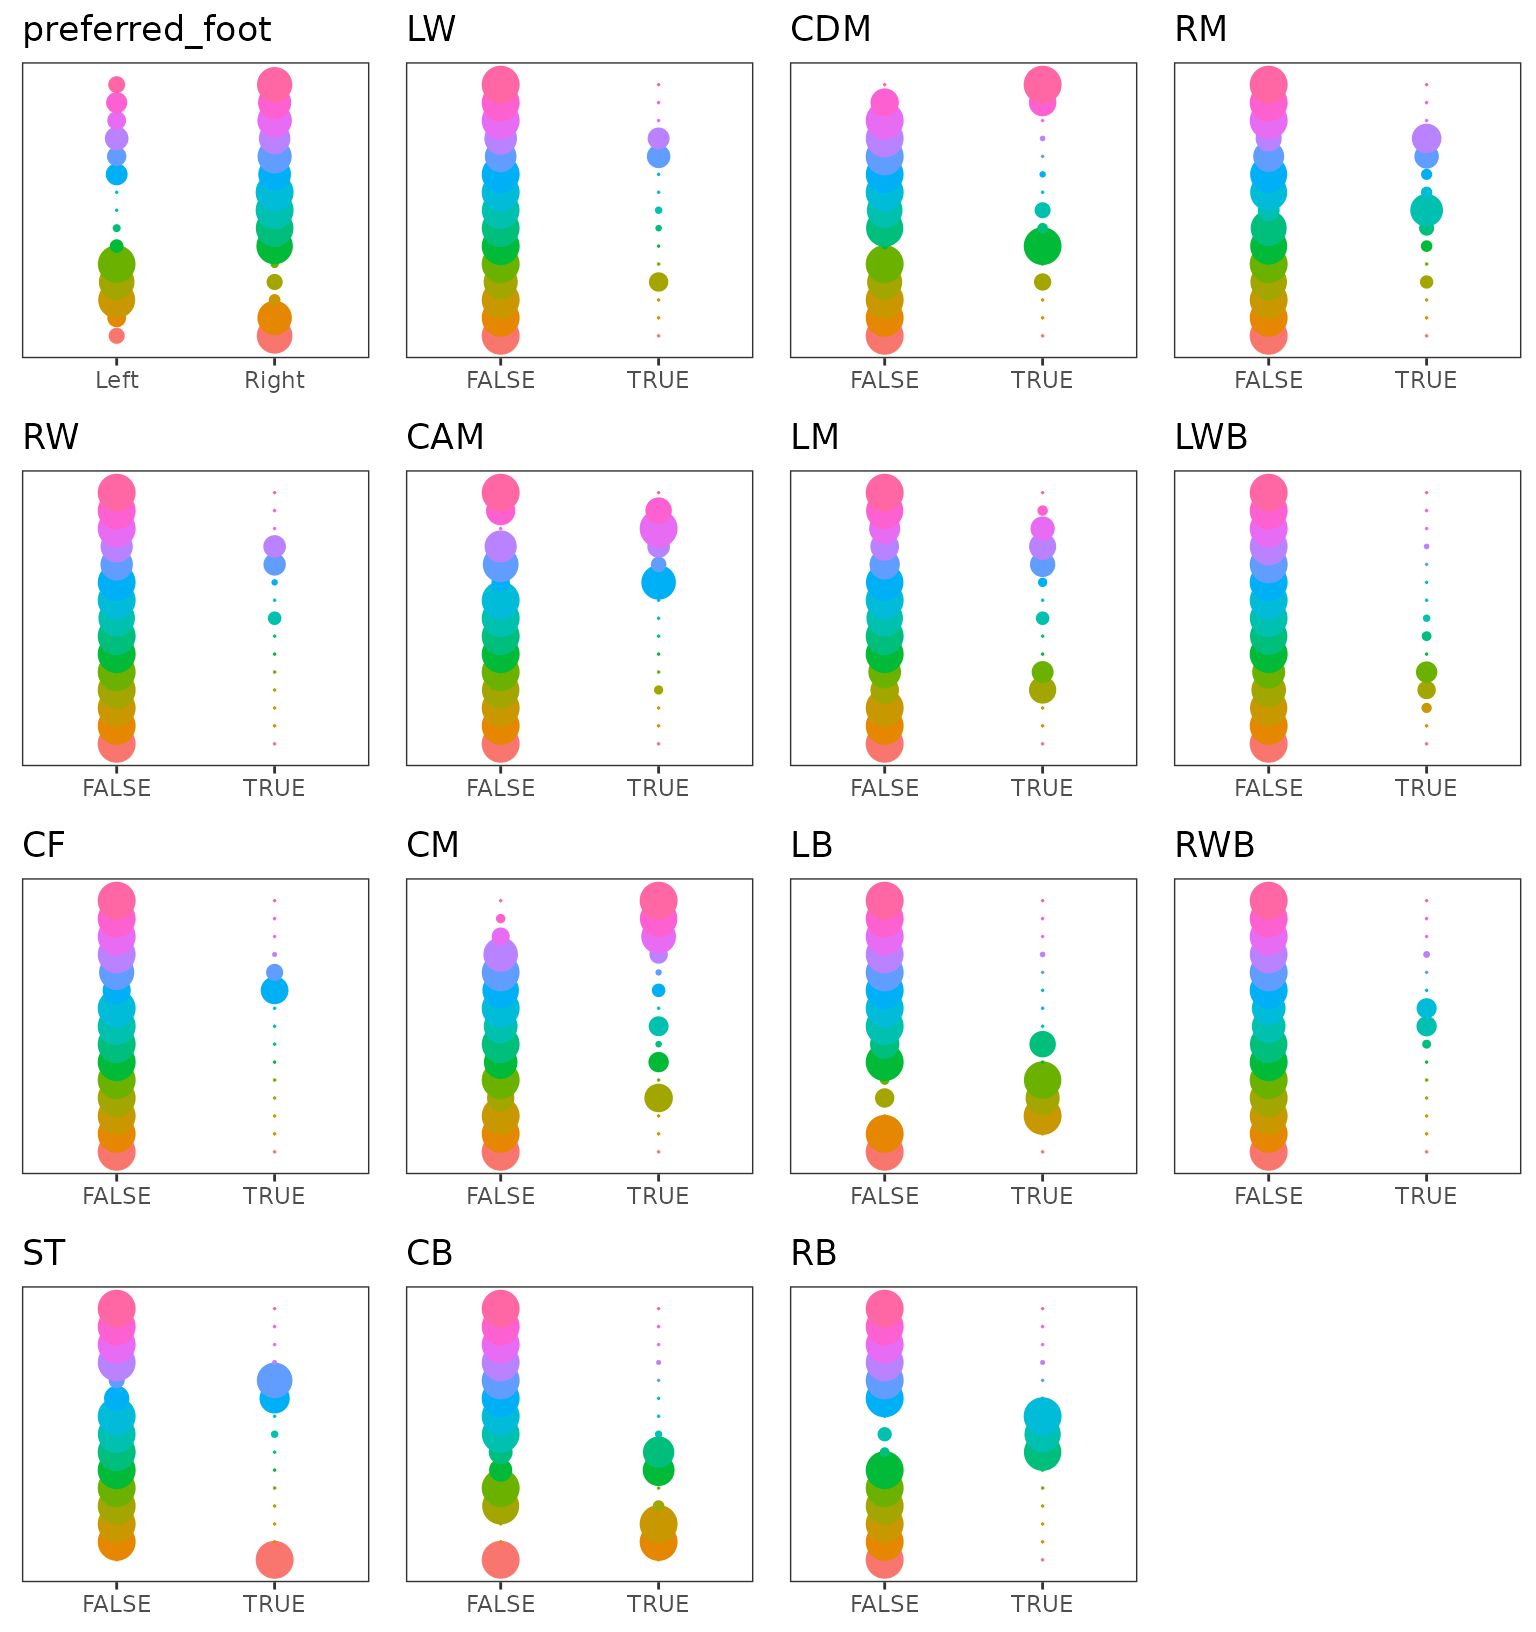 preferred_foot LW CDM RM
Left Right FALSE TRUE FALSE TRUE FALSE TRUE
RW CAM LM LWB
FALSE TRUE FALSE TRUE FALSE TRUE FALSE TRUE
CF CM LB RWB
FALSE TRUE FALSE TRUE FALSE TRUE FALSE TRUE
ST CB RB
FALSE TRUE FALSE TRUE FALSE TRUE